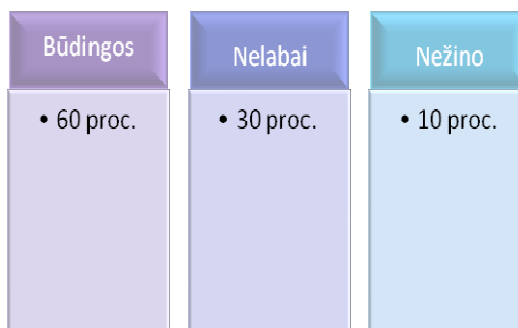 Būdingos
• 60 proc.
Nelabai
• 30 proc.
Nežino
• 10 proc.